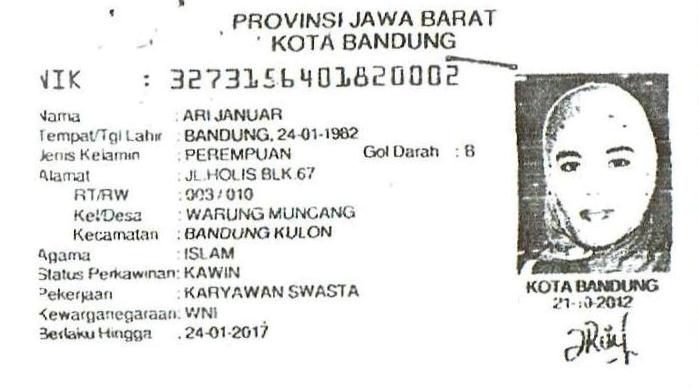 PROVINSI JAWA BARAT
KOTA BANDUNG
NIK : 3273156401820002
Nama : ARI JANUAR
Tempat/Tgl Lahir : BANDUNG, 24-01-1982
Jenis Kelamin : PEREMPUAN Gol Darah : B
Alamat : JL.HOLIS BLK.67
RT/RW : 003 / 010
Kel/Desa : WARUNG MUNCANG
Kecamatan : BANDUNG KULON
Agama : ISLAM
Status Perkawinan: KAWIN
Pekerjaan : KARYAWAN SWASTA
Kewarganegaraan: WNI
Berlaku Hingga : 24-01-2017
KOTA BANDUNG
21-10-2012